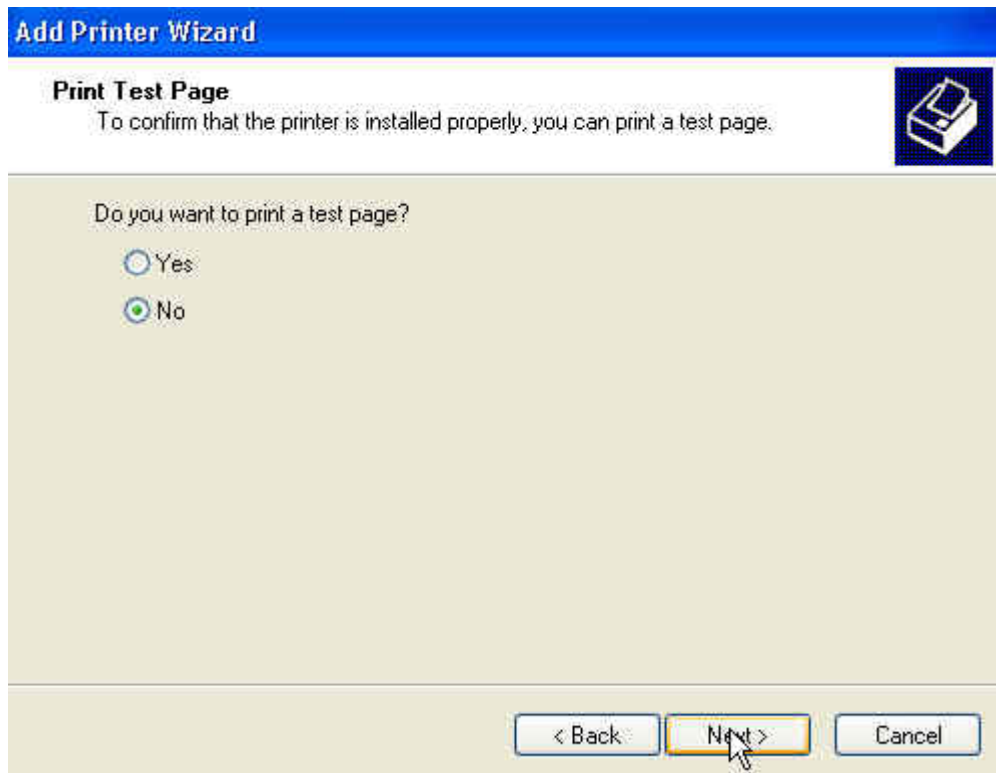 Add Printer Wizard
Print Test Page
To confirm that the printer is installed properly, you can print a test page.
Do you want to print a test page?
Yes
No
< Back
Next >
Cancel